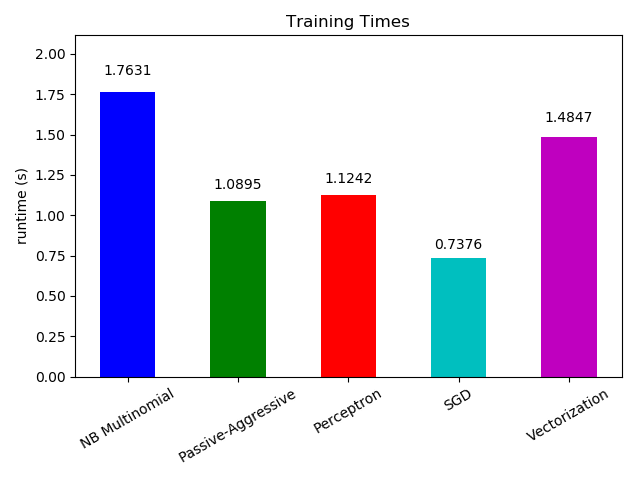 Training Times
2.00
1.75
1.50
1.25
1.00
0.75
0.50
0.25
0.00
runtime (s)
1.7631
1.0895
1.1242
0.7376
1.4847
NB Multinomial
Passive-Aggressive
Perceptron
SGD
Vectorization